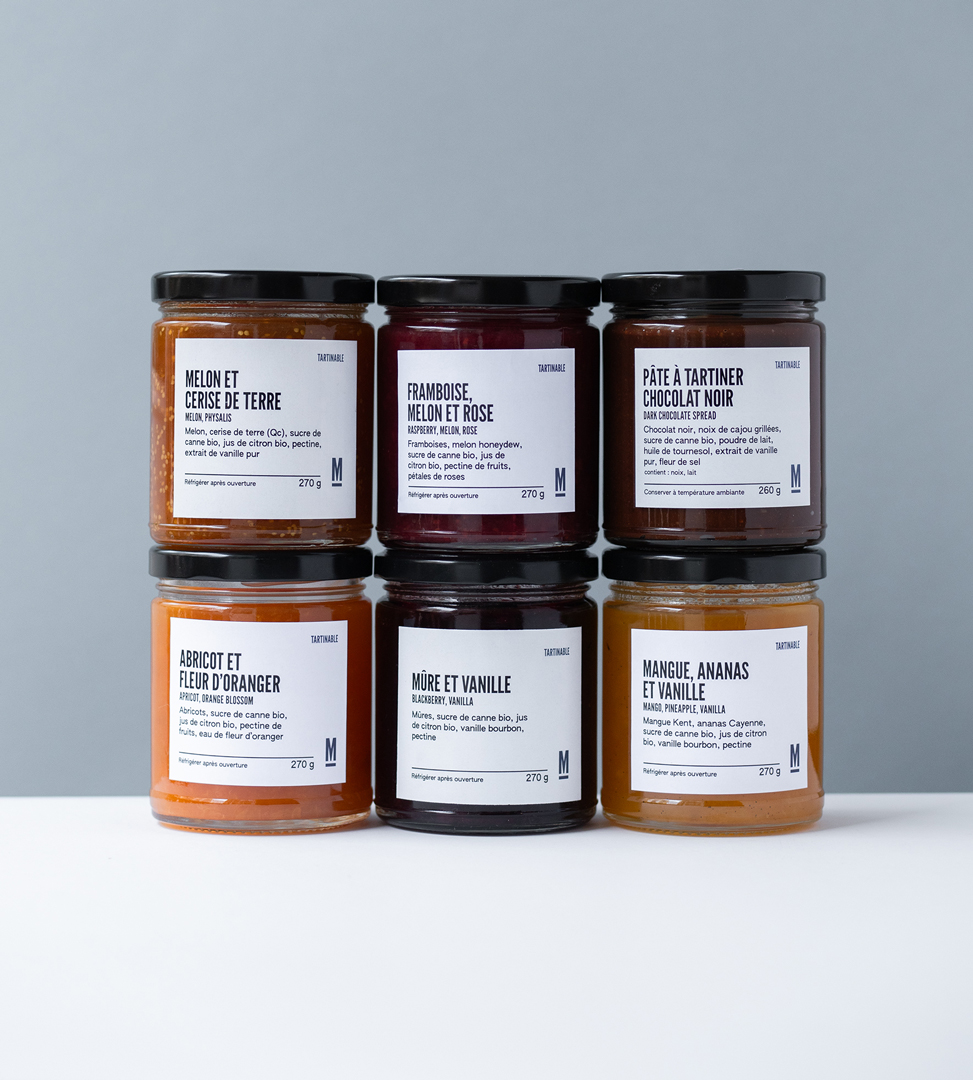 TARTINABLE
MELON ET
CERISE DE TERRE
MELON, PHYSALIS
Melon, cerise de terre (Qc), sucre de
canne bio, jus de citron bio, pectine,
extrait de vanille pur
Réfrigérer après ouverture 270 g
M
TARTINABLE
FRAMBOISE,
MELON ET ROSE
RASPBERRY, MELON, ROSE
Framboises, melon honeydew,
sucre de canne bio, jus de
citron bio, pectine de fruits,
pétales de roses
Réfrigérer après ouverture 270 g
M
TARTINABLE
PÂTE À TARTINER
CHOCOLAT NOIR
DARK CHOCOLATE SPREAD
Chocolat noir, noix de cajou grillées,
sucre de canne bio, poudre de lait,
huile de tournesol, extrait de vanille
pur, fleur de sel
contient : noix, lait
Conserver à température ambiante 260 g
M
TARTINABLE
ABRICOT ET
FLEUR D'ORANGER
APRICOT, ORANGE BLOSSOM
Abricots, sucre de canne bio,
jus de citron bio, pectine de
fruits, eau de fleur d'oranger
Réfrigérer après ouverture 270 g
M
TARTINABLE
MÛRE ET VANILLE
BLACKBERRY, VANILLA
Mûres, sucre de canne bio, jus
de citron bio, vanille bourbon,
pectine
Réfrigérer après ouverture 270 g
M
TARTINABLE
MANGUE, ANANAS
ET VANILLE
MANGO, PINEAPPLE, VANILLA
Mangue Kent, ananas Cayenne,
sucre de canne bio, jus de citron
bio, vanille bourbon, pectine
Réfrigérer après ouverture 270 g
M